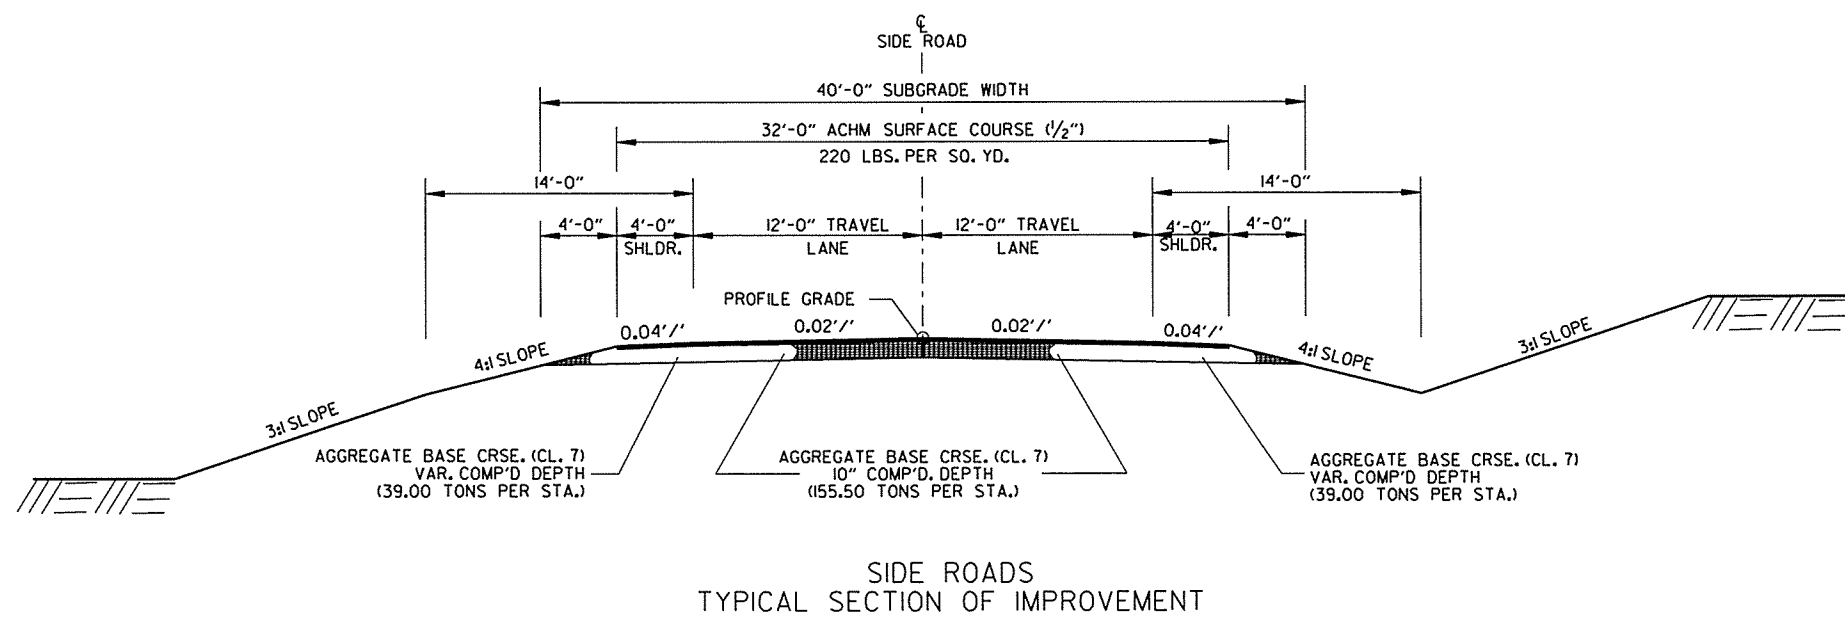 ℄
SIDE ROAD
40'-0" SUBGRADE WIDTH
32'-0" ACHM SURFACE COURSE (1/2")
220 LBS. PER SQ. YD.
14'-0"
14'-0"
4'-0"
4'-0"
SHLDR.
12'-0" TRAVEL
LANE
12'-0" TRAVEL
LANE
4'-0"
SHLDR.
4'-0"
PROFILE GRADE
0.04'/'
0.02'/'
0.02'/'
0.04'/'
4:1 SLOPE
4:1 SLOPE
3:1 SLOPE
3:1 SLOPE
AGGREGATE BASE CRSE. (CL. 7)
VAR. COMP'D DEPTH
(39.00 TONS PER STA.)
AGGREGATE BASE CRSE. (CL. 7)
10" COMP'D. DEPTH
(155.50 TONS PER STA.)
AGGREGATE BASE CRSE. (CL. 7)
VAR. COMP'D DEPTH
(39.00 TONS PER STA.)
SIDE ROADS
TYPICAL SECTION OF IMPROVEMENT